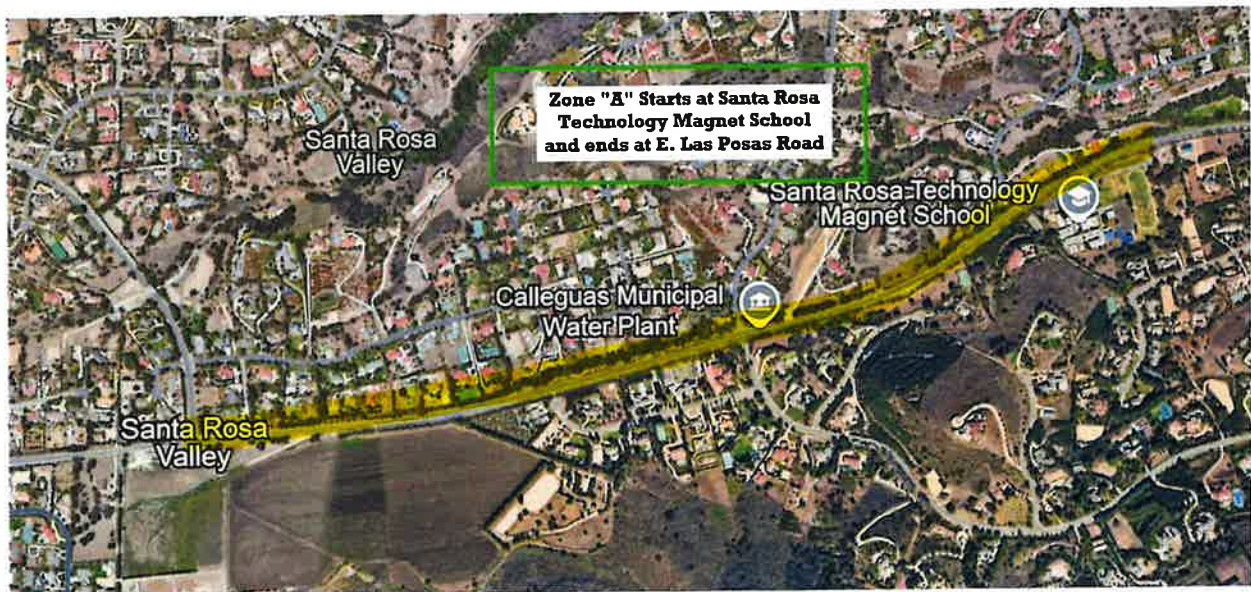 Zone "A" Starts at Santa Rosa
Technology Magnet School
and ends at E. Las Posas Road
Santa Rosa
Valley
Santa Rosa Technology
Magnet School
Calleguas Municipal
Water Plant
Santa Rosa
Valley